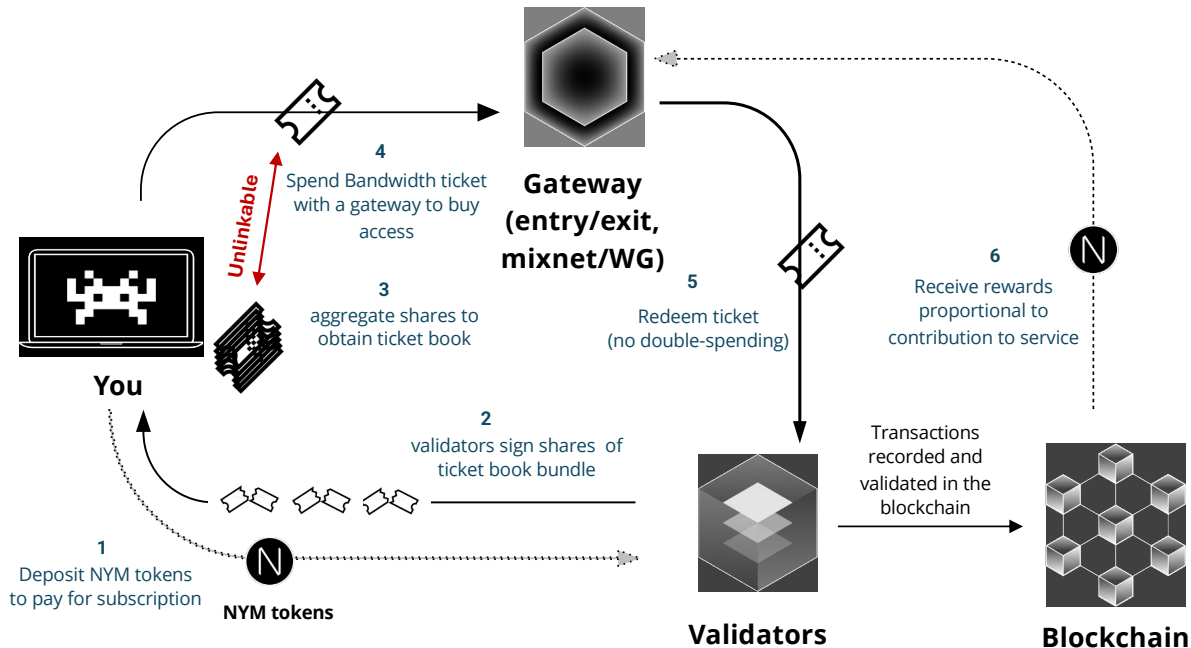 4
Spend Bandwidth ticket
with a gateway to buy
access
Unlinkable
3
aggregate shares to
obtain ticket book
You
Gateway
(entry/exit,
mixnet/WG)
5
Redeem ticket
(no double-spending)
6
Receive rewards
proportional to
contribution to service
N
2
validators sign shares of
ticket book bundle
Transactions
recorded and
validated in the
blockchain
1
Deposit NYM tokens
to pay for subscription
N
NYM tokens
Validators
Blockchain